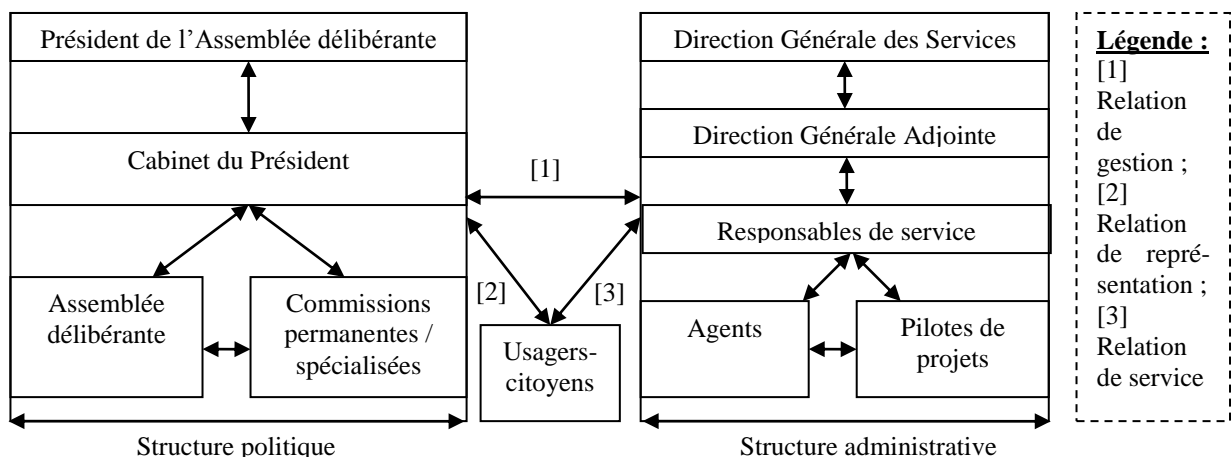 Président de l’Assemblée délibérante
Cabinet du Président
Assemblée
délibérante
Commissions
permanentes /
spécialisées
Structure politique
[1]
[2]
[3]
Usagers-
citoyens
Direction Générale des Services
Direction Générale Adjointe
Responsables de service
Agents
Pilotes de
projets
Structure administrative
Légende :
[1]
Relation
de
gestion ;
[2]
Relation
de repré-
sentation ;
[3]
Relation
de service